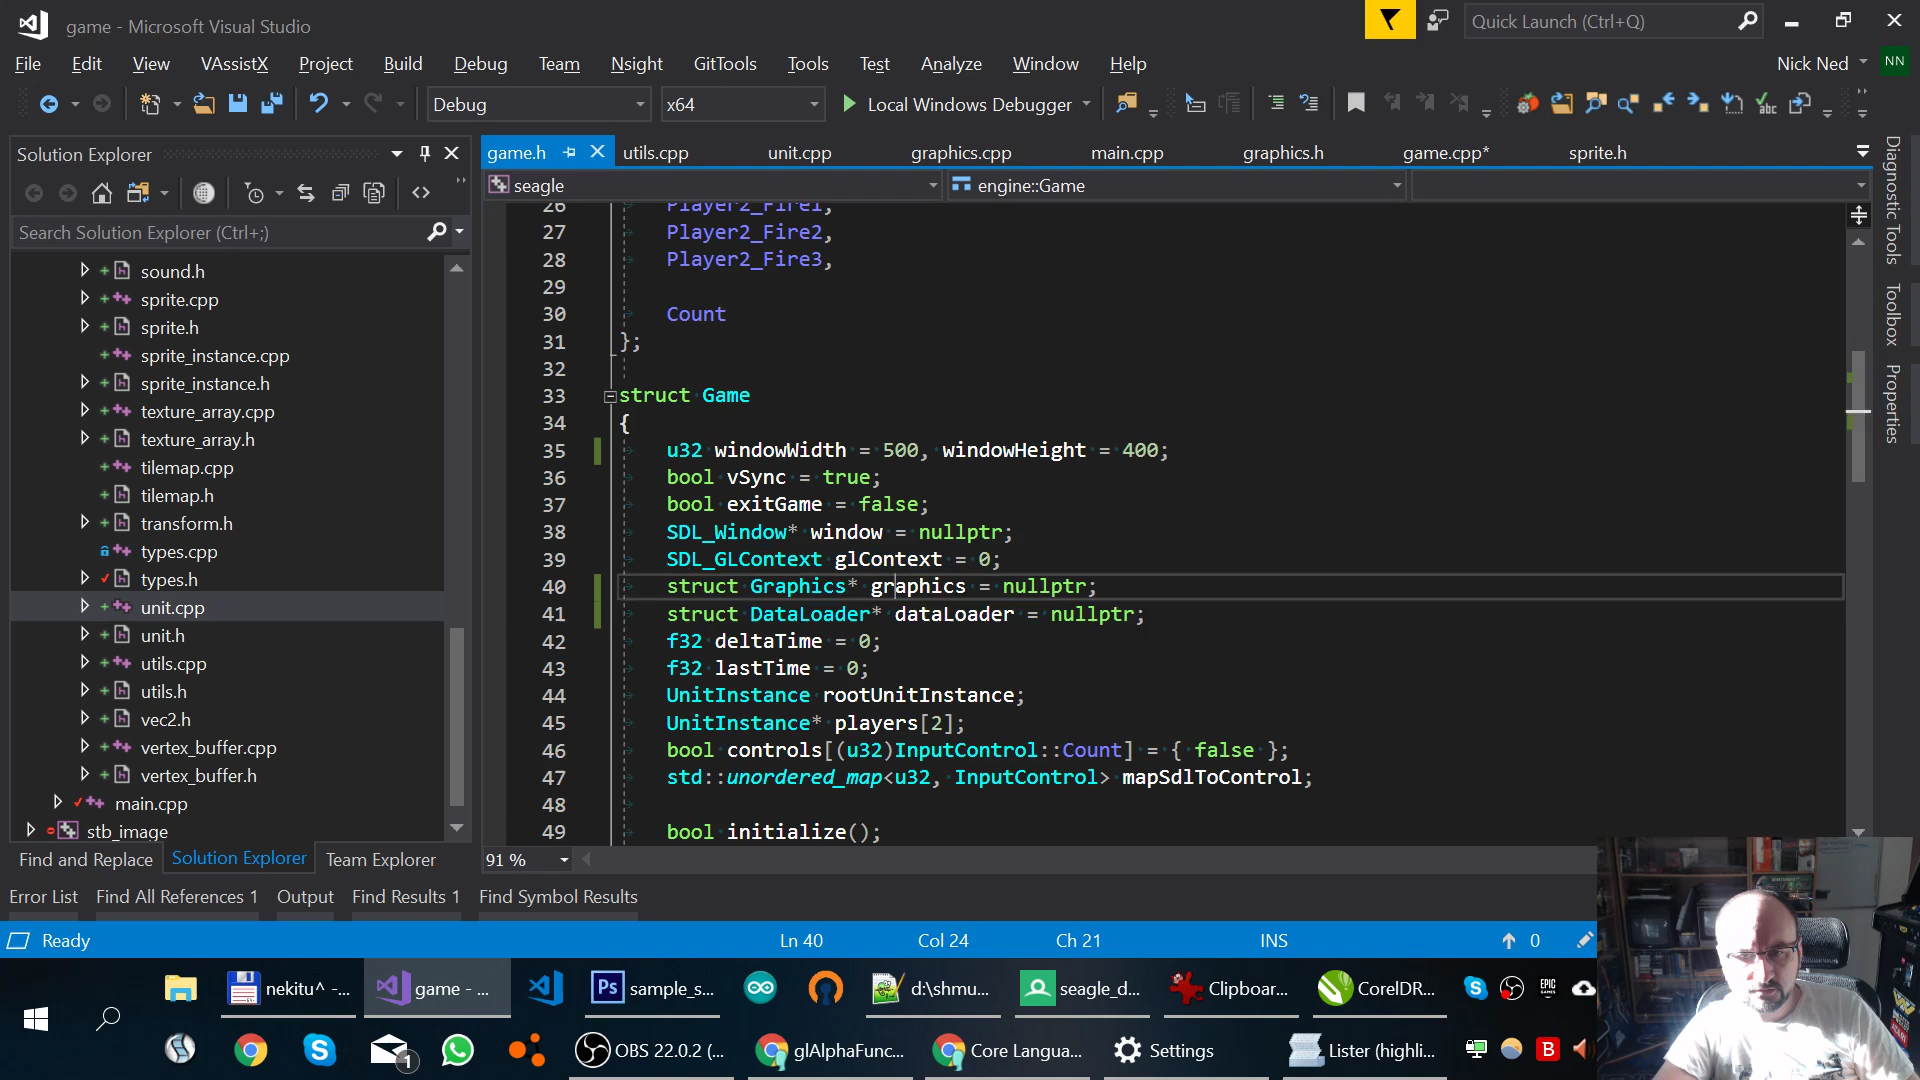 game - Microsoft Visual Studio
Quick Launch (Ctrl+Q)
File Edit View VAssistX Project Build Debug Team Nsight GitTools Tools Test Analyze Window Help
Nick Ned NN
Debug x64 Local Windows Debugger
Solution Explorer
game.h utils.cpp unit.cpp graphics.cpp main.cpp graphics.h game.cpp* sprite.h
seagle engine::Game
Search Solution Explorer (Ctrl+;)
sound.h
sprite.cpp
sprite.h
sprite_instance.cpp
sprite_instance.h
texture_array.cpp
texture_array.h
tilemap.cpp
tilemap.h
transform.h
types.cpp
types.h
unit.cpp
unit.h
utils.cpp
utils.h
vec2.h
vertex_buffer.cpp
vertex_buffer.h
main.cpp
stb_image
26 Player2_Fire1,
27 Player2_Fire2,
28 Player2_Fire3,
29
30 Count
31 };
32
33 struct Game
34 {
35 u32 windowWidth = 500, windowHeight = 400;
36 bool vSync = true;
37 bool exitGame = false;
38 SDL_Window* window = nullptr;
39 SDL_GLContext glContext = 0;
40 struct Graphics* graphics = nullptr;
41 struct DataLoader* dataLoader = nullptr;
42 f32 deltaTime = 0;
43 f32 lastTime = 0;
44 UnitInstance rootUnitInstance;
45 UnitInstance* players[2];
46 bool controls[(u32)InputControl::Count] = { false };
47 std::unordered_map<u32, InputControl> mapSdlToControl;
48
49 bool initialize();
Diagnostic Tools
Toolbox
Properties
91 %
Find and Replace Solution Explorer Team Explorer
Error List Find All References 1 Output Find Results 1 Find Symbol Results
Ready Ln 40 Col 24 Ch 21 INS 0
nekitu^ -... game - ... Ps sample_s... d:\shmu... seagle_d... Clipboar... CorelDR... EPIC GAMES
1 OBS 22.0.2 (... glAlphaFunc... Core Langua... Settings Lister (highli... B